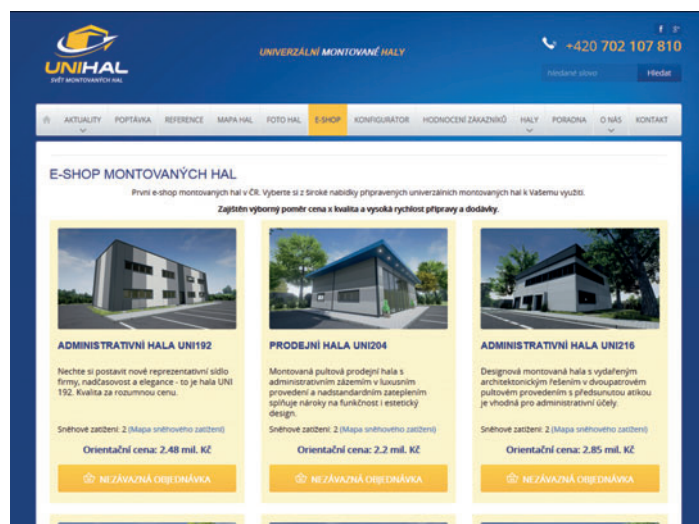 UNIHAL
SVĚT MONTOVANÝCH HAL
UNIVERZÁLNÍ MONTOVANÉ HALY
+420 702 107 810
hledané slovo
Hledat
AKTUALITY POPTÁVKA REFERENCE MAPA HAL FOTO HAL E-SHOP KONFIGURÁTOR HODNOCENÍ ZÁKAZNÍKŮ HALY PORADNA O NÁS KONTAKT
E-SHOP MONTOVANÝCH HAL
První e-shop montovaných hal v ČR. Vyberte si z široké nabídky připravených univerzálních montovaných hal k Vašemu využití.
Zajištěn výborný poměr cena x kvalita a vysoká rychlost přípravy a dodávky.
ADMINISTRATIVNÍ HALA UNI192
Nechte si postavit nové reprezentativní sídlo
firmy, nadčasovost a elegance - to je hala UNI
192. Kvalita za rozumnou cenu.
Sněhové zatížení: 2 (Mapa sněhového zatížení)
Orientační cena: 2.48 mil. Kč
NEZÁVAZNÁ OBJEDNÁVKA
PRODEJNÍ HALA UNI204
Montovaná pultová prodejní hala s
administrativním zázemím v luxusním
provedení a nadstandardním zateplením
splňuje nároky na funkčnost i estetický
design.
Sněhové zatížení: 2 (Mapa sněhového zatížení)
Orientační cena: 2.2 mil. Kč
NEZÁVAZNÁ OBJEDNÁVKA
ADMINISTRATIVNÍ HALA UNI216
Designová montovaná hala s vydařeným
architektonickým řešením v dvoupatrovém
pultovém provedením s předsunutou atikou
je vhodná pro administrativní účely.
Sněhové zatížení: 2 (Mapa sněhového zatížení)
Orientační cena: 2.85 mil. Kč
NEZÁVAZNÁ OBJEDNÁVKA